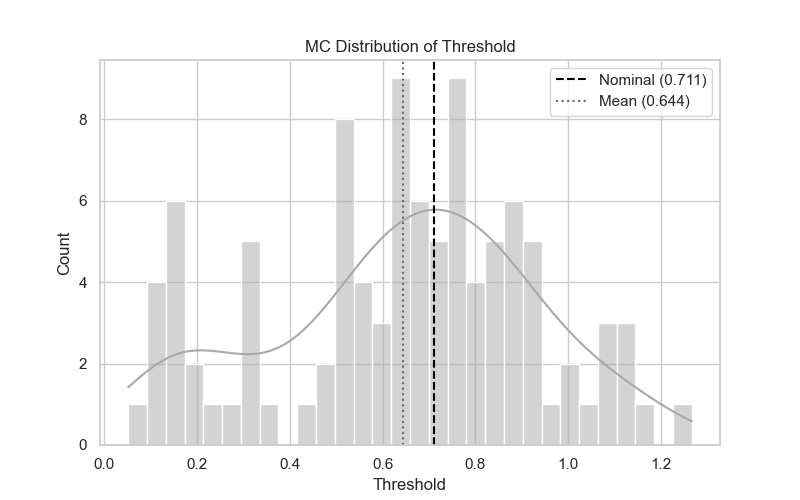 MC Distribution of Threshold
Nominal (0.711)
Mean (0.644)
Count
8
6
4
2
0
0.0 0.2 0.4 0.6 0.8 1.0 1.2
Threshold